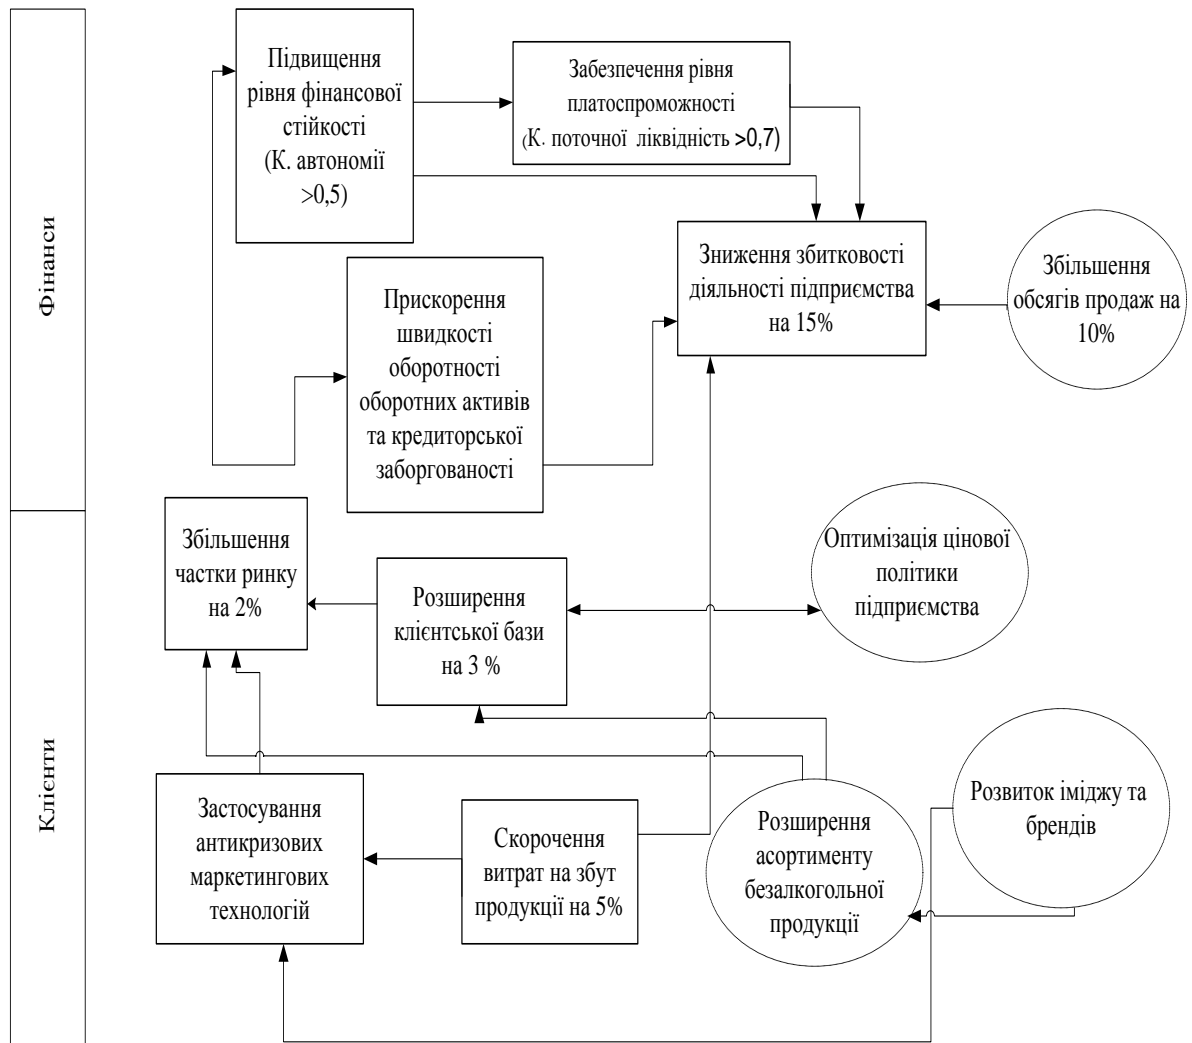 Фінанси
Підвищення
рівня фінансової
стійкості
(К. автономії
>0,5)
Забезпечення рівня
платоспроможності
(К. поточної ліквідність >0,7)
Зниження збитковості
діяльності підприємства
на 15%
Збільшення
обсягів продаж на
10%
Прискорення
швидкості
оборотності
оборотних активів
та кредиторської
заборгованості
Клієнти
Збільшення
частки ринку
на 2%
Розширення
клієнтської бази
на 3 %
Оптимізація цінової
політики
підприємства
Застосування
антикризових
маркетингових
технологій
Скорочення
витрат на збут
продукції на 5%
Розширення
асортименту
безалкогольної
продукції
Розвиток іміджу та
брендів